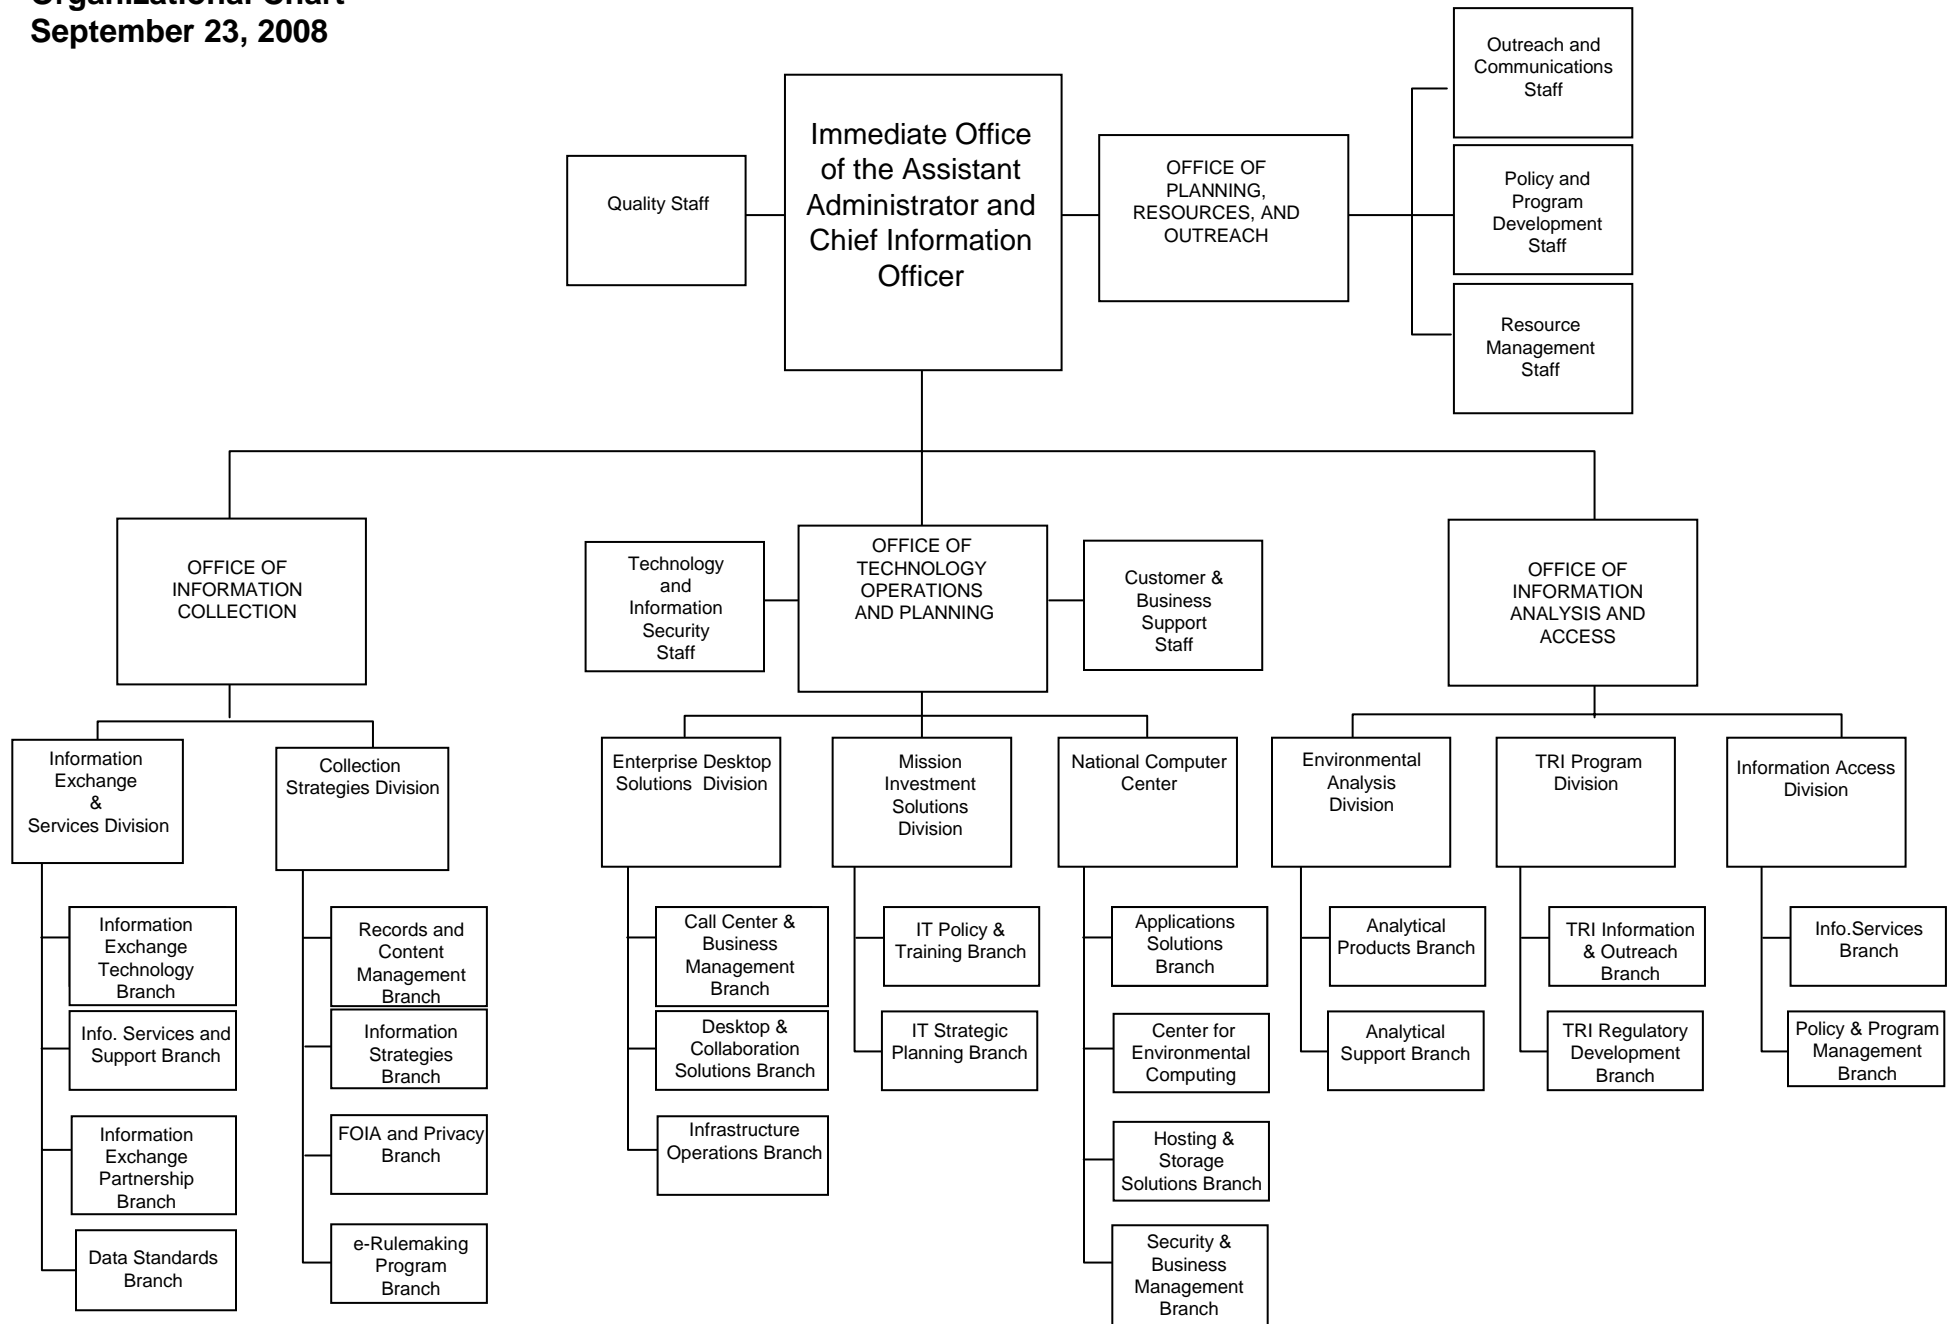 Organizational Chart
September 23, 2008
Outreach and
Communications
Staff
Immediate Office
of the Assistant
Administrator and
Chief Information
Officer
OFFICE OF
PLANNING,
RESOURCES, AND
OUTREACH
Quality Staff
Policy and
Program
Development
Staff
Resource
Management
Staff
OFFICE OF
INFORMATION
COLLECTION
Technology
and
Information
Security
Staff
OFFICE OF
TECHNOLOGY
OPERATIONS
AND PLANNING
Customer &
Business
Support
Staff
OFFICE OF
INFORMATION
ANALYSIS AND
ACCESS
Information
Exchange
&
Services Division
Collection
Strategies Division
Enterprise Desktop
Solutions Division
Mission
Investment
Solutions
Division
National Computer
Center
Environmental
Analysis
Division
TRI Program
Division
Information Access
Division
Information
Exchange
Technology
Branch
Info. Services and
Support Branch
Information
Exchange
Partnership
Branch
Data Standards
Branch
Records and
Content
Management
Branch
Information
Strategies
Branch
FOIA and Privacy
Branch
e-Rulemaking
Program
Branch
Call Center &
Business
Management
Branch
Desktop &
Collaboration
Solutions Branch
Infrastructure
Operations Branch
IT Policy &
Training Branch
IT Strategic
Planning Branch
Applications
Solutions
Branch
Center for
Environmental
Computing
Hosting &
Storage
Solutions Branch
Security &
Business
Management
Branch
Analytical
Products Branch
Analytical
Support Branch
TRI Information
& Outreach
Branch
TRI Regulatory
Development
Branch
Info.Services
Branch
Policy & Program
Management
Branch